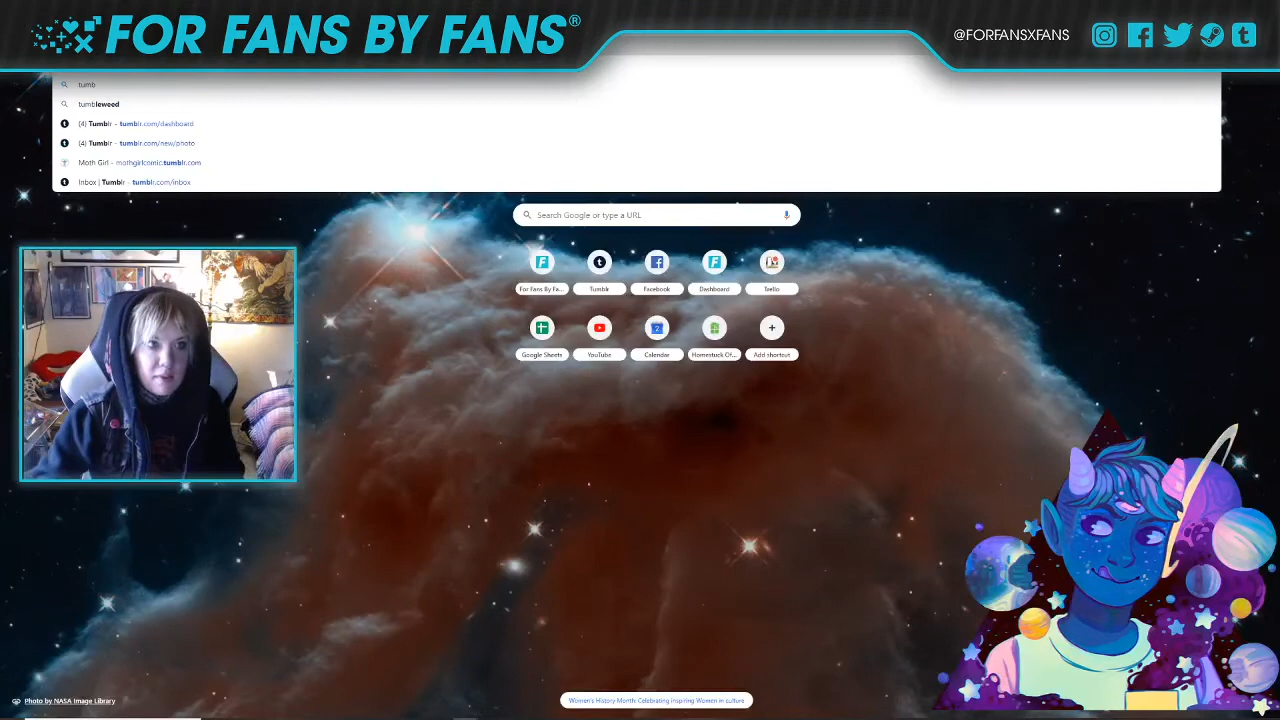 FOR FANS BY FANS®
@FORFANSXFANS
tumb
tumbleweed
(4) Tumblr - tumblr.com/dashboard
(4) Tumblr - tumblr.com/new/photo
Moth Girl - mothgirlcomic.tumblr.com
Inbox | Tumblr - tumblr.com/inbox
Search Google or type a URL
For Fans By Fa...
Tumblr
Facebook
Dashboard
Trello
Google Sheets
YouTube
Calendar
Homestuck Of...
Add shortcut
Photo by NASA Image Library
Women's History Month: Celebrating Inspiring Women in culture